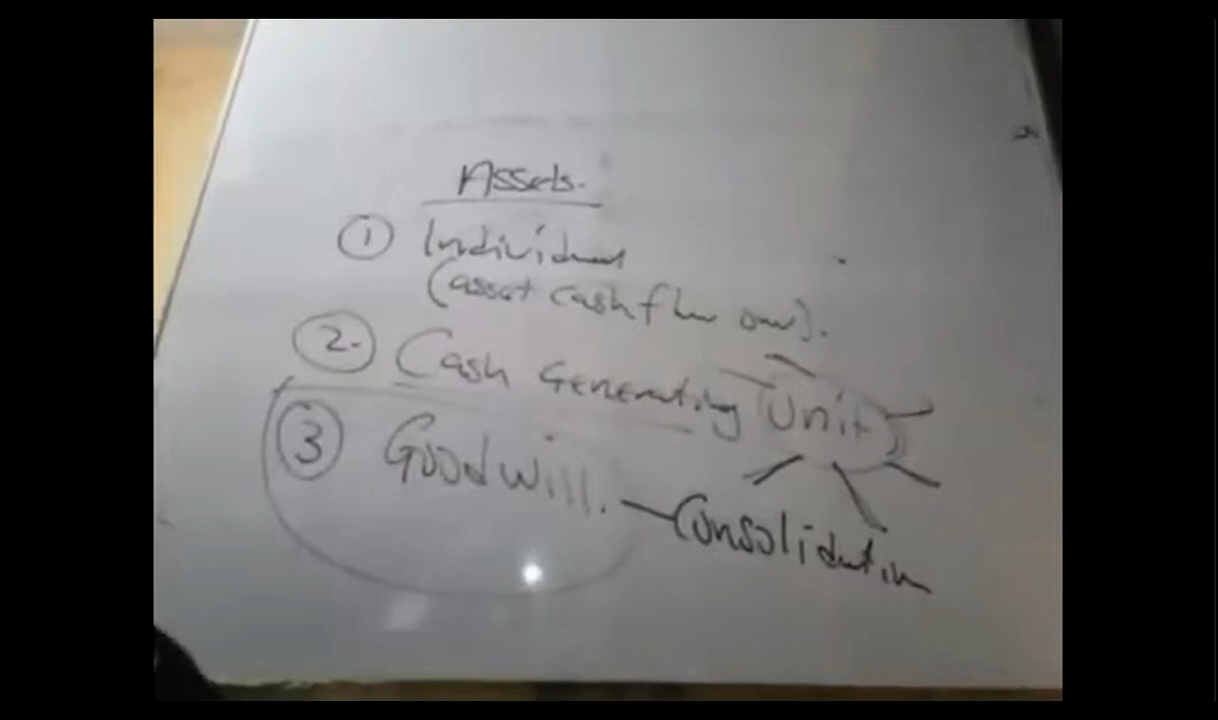 Assets.
① Individual
(asset cash flow own).
②. Cash Generating Unit
③ Goodwill. — Consolidation